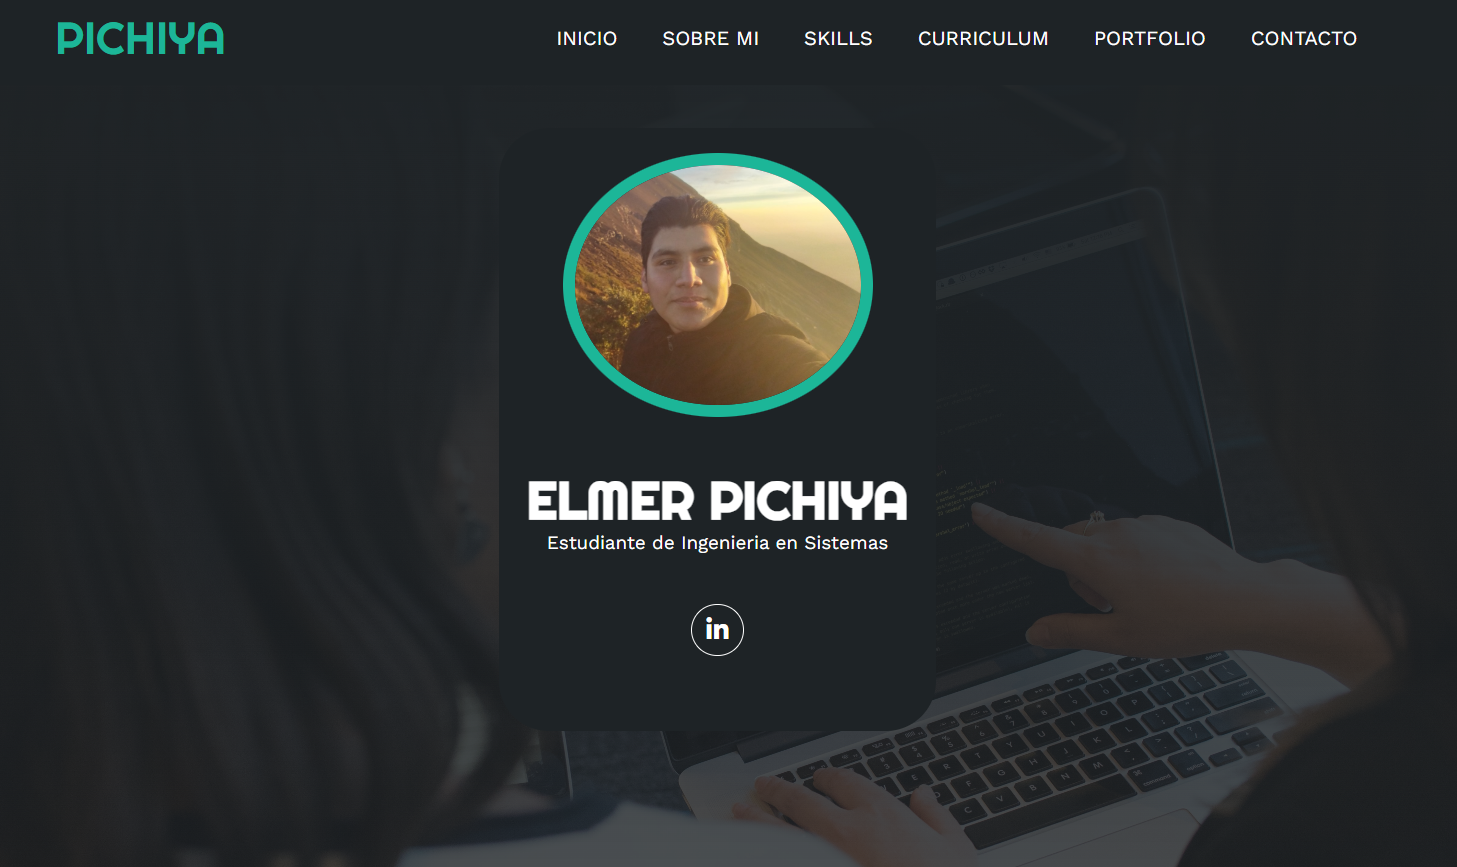 PICHIYA
INICIO SOBRE MI SKILLS CURRICULUM PORTFOLIO CONTACTO
ELMER PICHIYA
Estudiante de Ingenieria en Sistemas
in